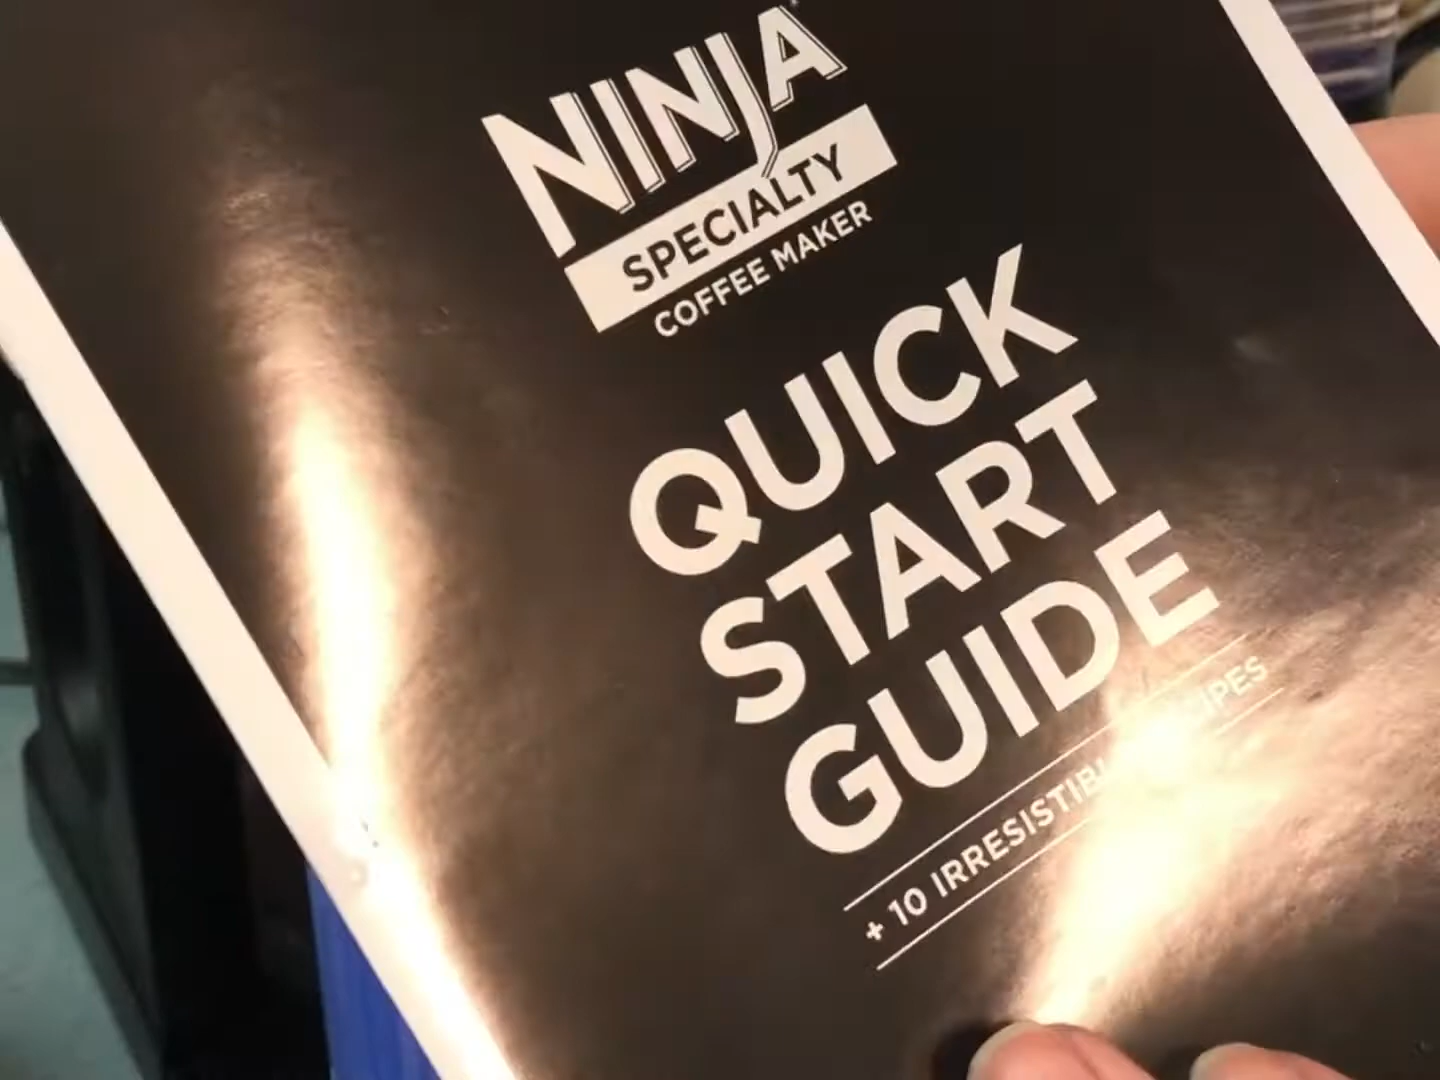 NINJA
SPECIALTY
COFFEE MAKER
QUICK
START
GUIDE
+ 10 IRRESISTIBLE RECIPES